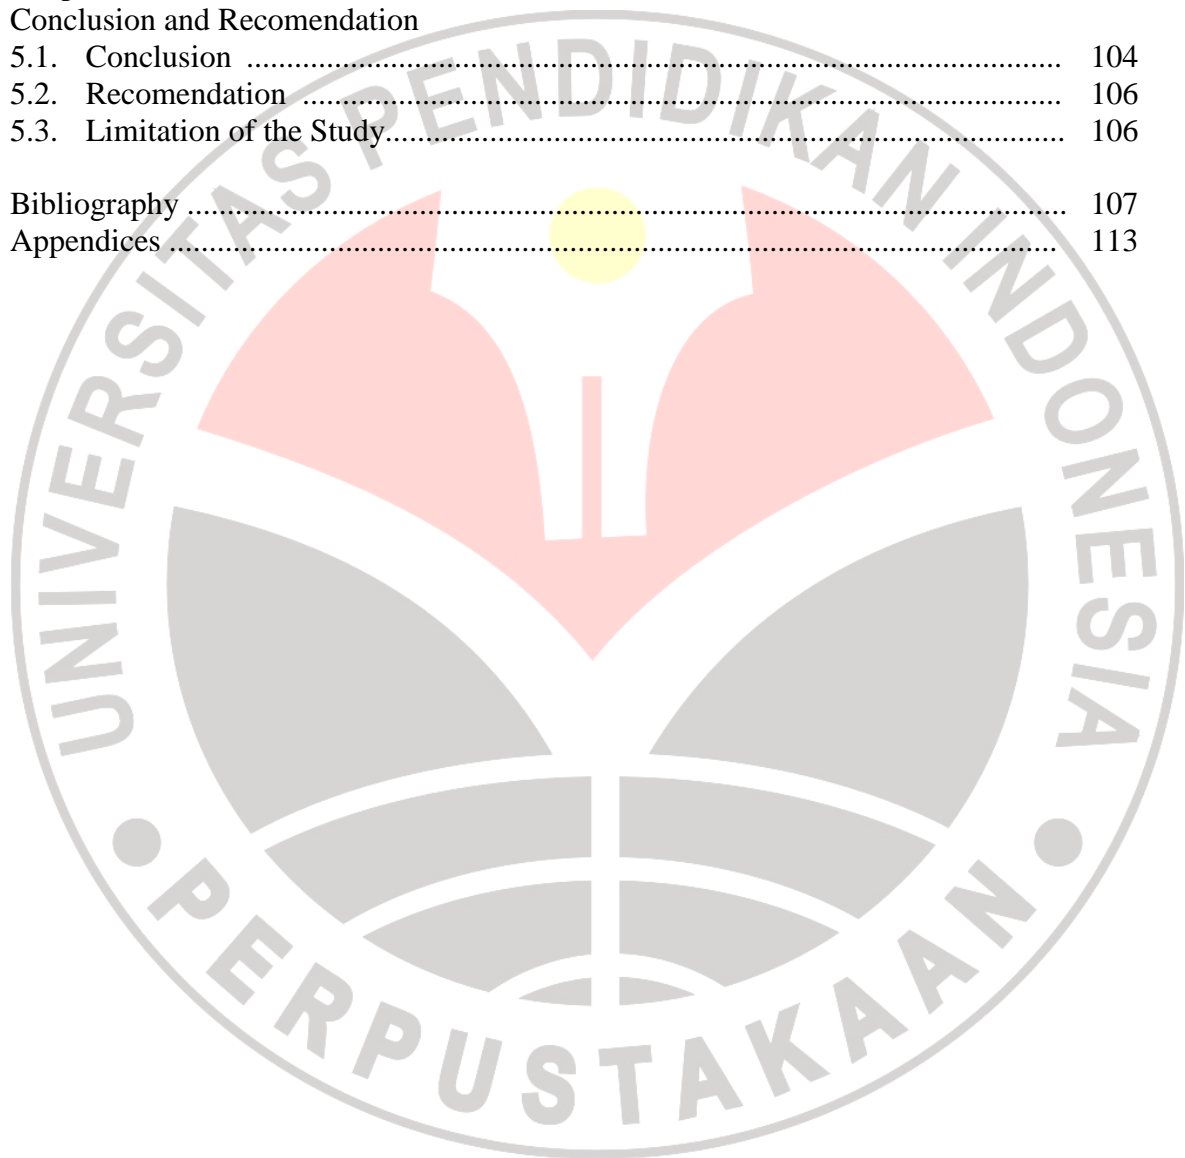 Conclusion and Recomendation
5.1. Conclusion ........................................................................................................ 104
5.2. Recomendation ................................................................................................. 106
5.3. Limitation of the Study...................................................................................... 106
Bibliography ............................................................................................................... 107
Appendices ................................................................................................................. 113
UNIVERSITAS PENDIDIKAN INDONESIA
PERPUSTAKAAN